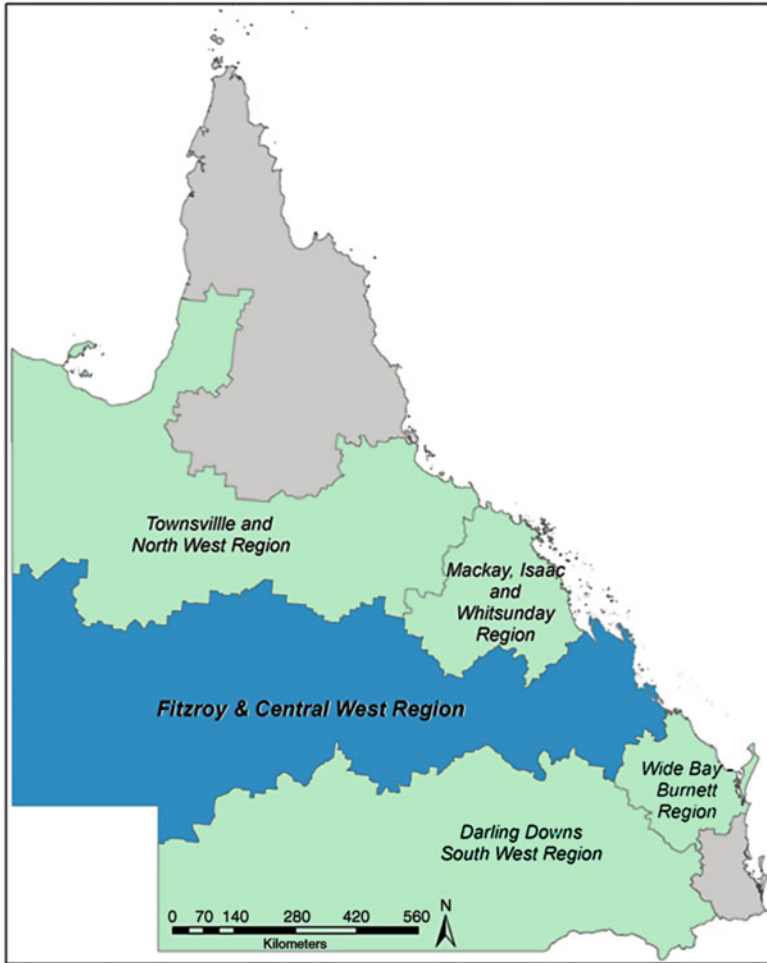 Townsvillle and
North West Region
Mackay, Isaac
and
Whitsunday
Region
Fitzroy & Central West Region
Wide Bay -
Burnett
Region
Darling Downs
South West Region
N
0 70 140 280 420 560
Kilometers